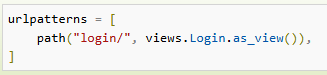 urlpatterns = [
    path("login/", views.Login.as_view()),
]